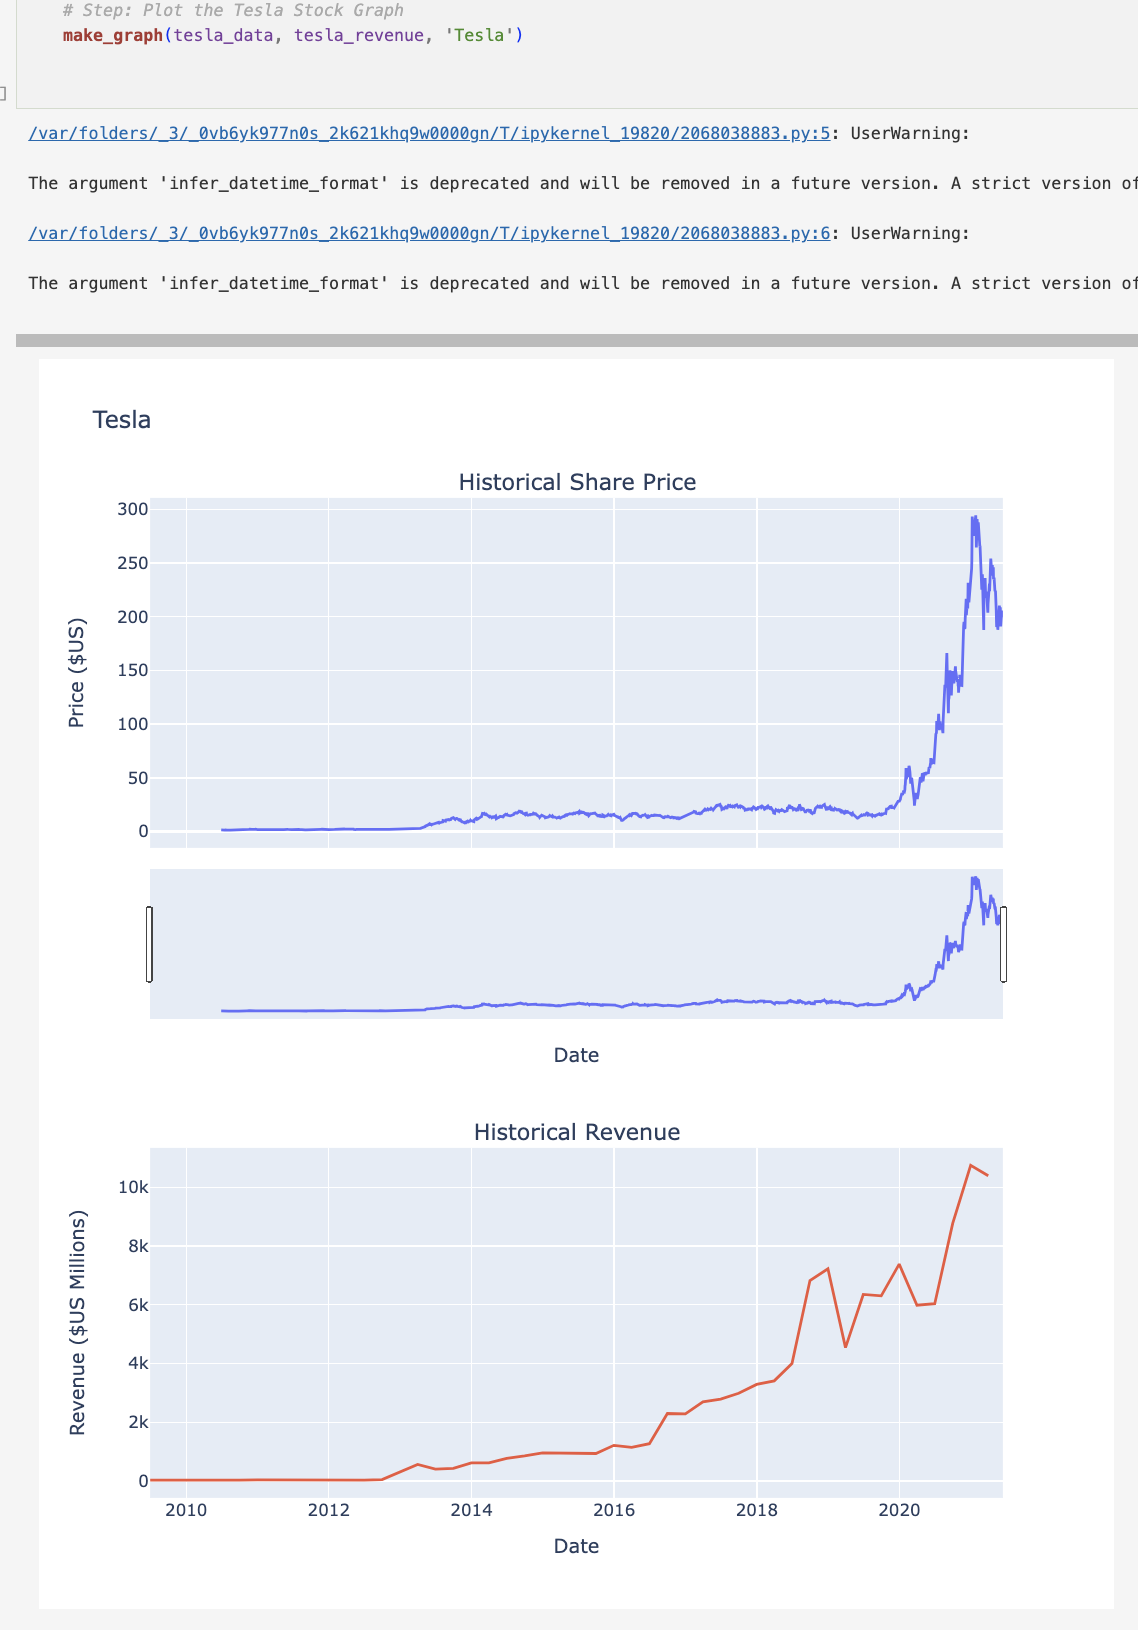 # Step: Plot the Tesla Stock Graph
make_graph(tesla_data, tesla_revenue, 'Tesla')
]
/var/folders/_3/_0vb6yk977n0s_2k621khq9w0000gn/T/ipykernel_19820/2068038883.py:5: UserWarning:
The argument 'infer_datetime_format' is deprecated and will be removed in a future version. A strict version of
/var/folders/_3/_0vb6yk977n0s_2k621khq9w0000gn/T/ipykernel_19820/2068038883.py:6: UserWarning:
The argument 'infer_datetime_format' is deprecated and will be removed in a future version. A strict version of
Tesla
Historical Share Price
Price ($US)
300
250
200
150
100
50
0
Date
Historical Revenue
Revenue ($US Millions)
10k
8k
6k
4k
2k
0
2010 2012 2014 2016 2018 2020
Date